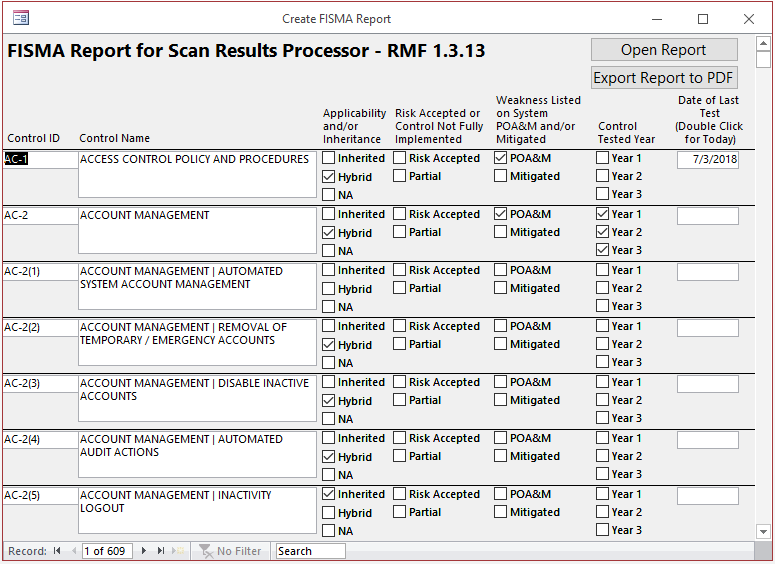 Create FISMA Report
FISMA Report for Scan Results Processor - RMF 1.3.13
Open Report
Export Report to PDF
Control ID
Control Name
Applicability
and/or
Inheritance
Risk Accepted or
Control Not Fully
Implemented
Weakness Listed
on System
POA&M and/or
Mitigated
Control
Tested Year
Date of Last
Test
(Double Click
for Today)
AC-1
ACCESS CONTROL POLICY AND PROCEDURES
Inherited
Hybrid
NA
Risk Accepted
Partial
POA&M
Mitigated
Year 1
Year 2
Year 3
7/3/2018
AC-2
ACCOUNT MANAGEMENT
Inherited
Hybrid
NA
Risk Accepted
Partial
POA&M
Mitigated
Year 1
Year 2
Year 3
AC-2(1)
ACCOUNT MANAGEMENT | AUTOMATED
SYSTEM ACCOUNT MANAGEMENT
Inherited
Hybrid
NA
Risk Accepted
Partial
POA&M
Mitigated
Year 1
Year 2
Year 3
AC-2(2)
ACCOUNT MANAGEMENT | REMOVAL OF
TEMPORARY / EMERGENCY ACCOUNTS
Inherited
Hybrid
NA
Risk Accepted
Partial
POA&M
Mitigated
Year 1
Year 2
Year 3
AC-2(3)
ACCOUNT MANAGEMENT | DISABLE INACTIVE
ACCOUNTS
Inherited
Hybrid
NA
Risk Accepted
Partial
POA&M
Mitigated
Year 1
Year 2
Year 3
AC-2(4)
ACCOUNT MANAGEMENT | AUTOMATED
AUDIT ACTIONS
Inherited
Hybrid
NA
Risk Accepted
Partial
POA&M
Mitigated
Year 1
Year 2
Year 3
AC-2(5)
ACCOUNT MANAGEMENT | INACTIVITY
LOGOUT
Inherited
Hybrid
NA
Risk Accepted
Partial
POA&M
Mitigated
Year 1
Year 2
Year 3
Record: 1 of 609 No Filter Search